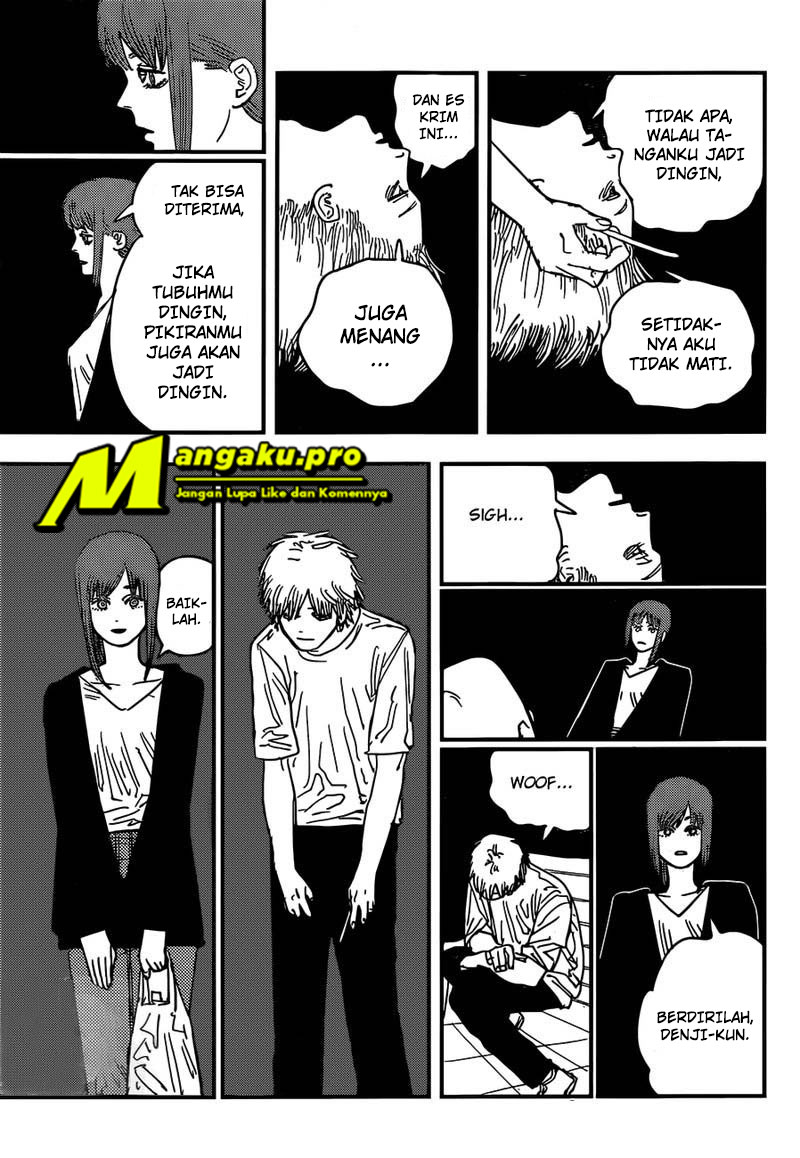 TIDAK APA,
WALAU TA-
NGANKU JADI
DINGIN,
SETIDAK-
NYA AKU
TIDAK MATI.
DAN ES
KRIM
INI...
JUGA
MENANG
...
TAK BISA
DITERIMA,
JIKA
TUBUHMU
DINGIN,
PIKIRANMU
JUGA AKAN
JADI
DINGIN.
Mangaku.pro
Jangan Lupa Like dan Komennya
SIGH...
BERDIRILAH,
DENJI-KUN.
WOOF...
BAIK-
LAH.